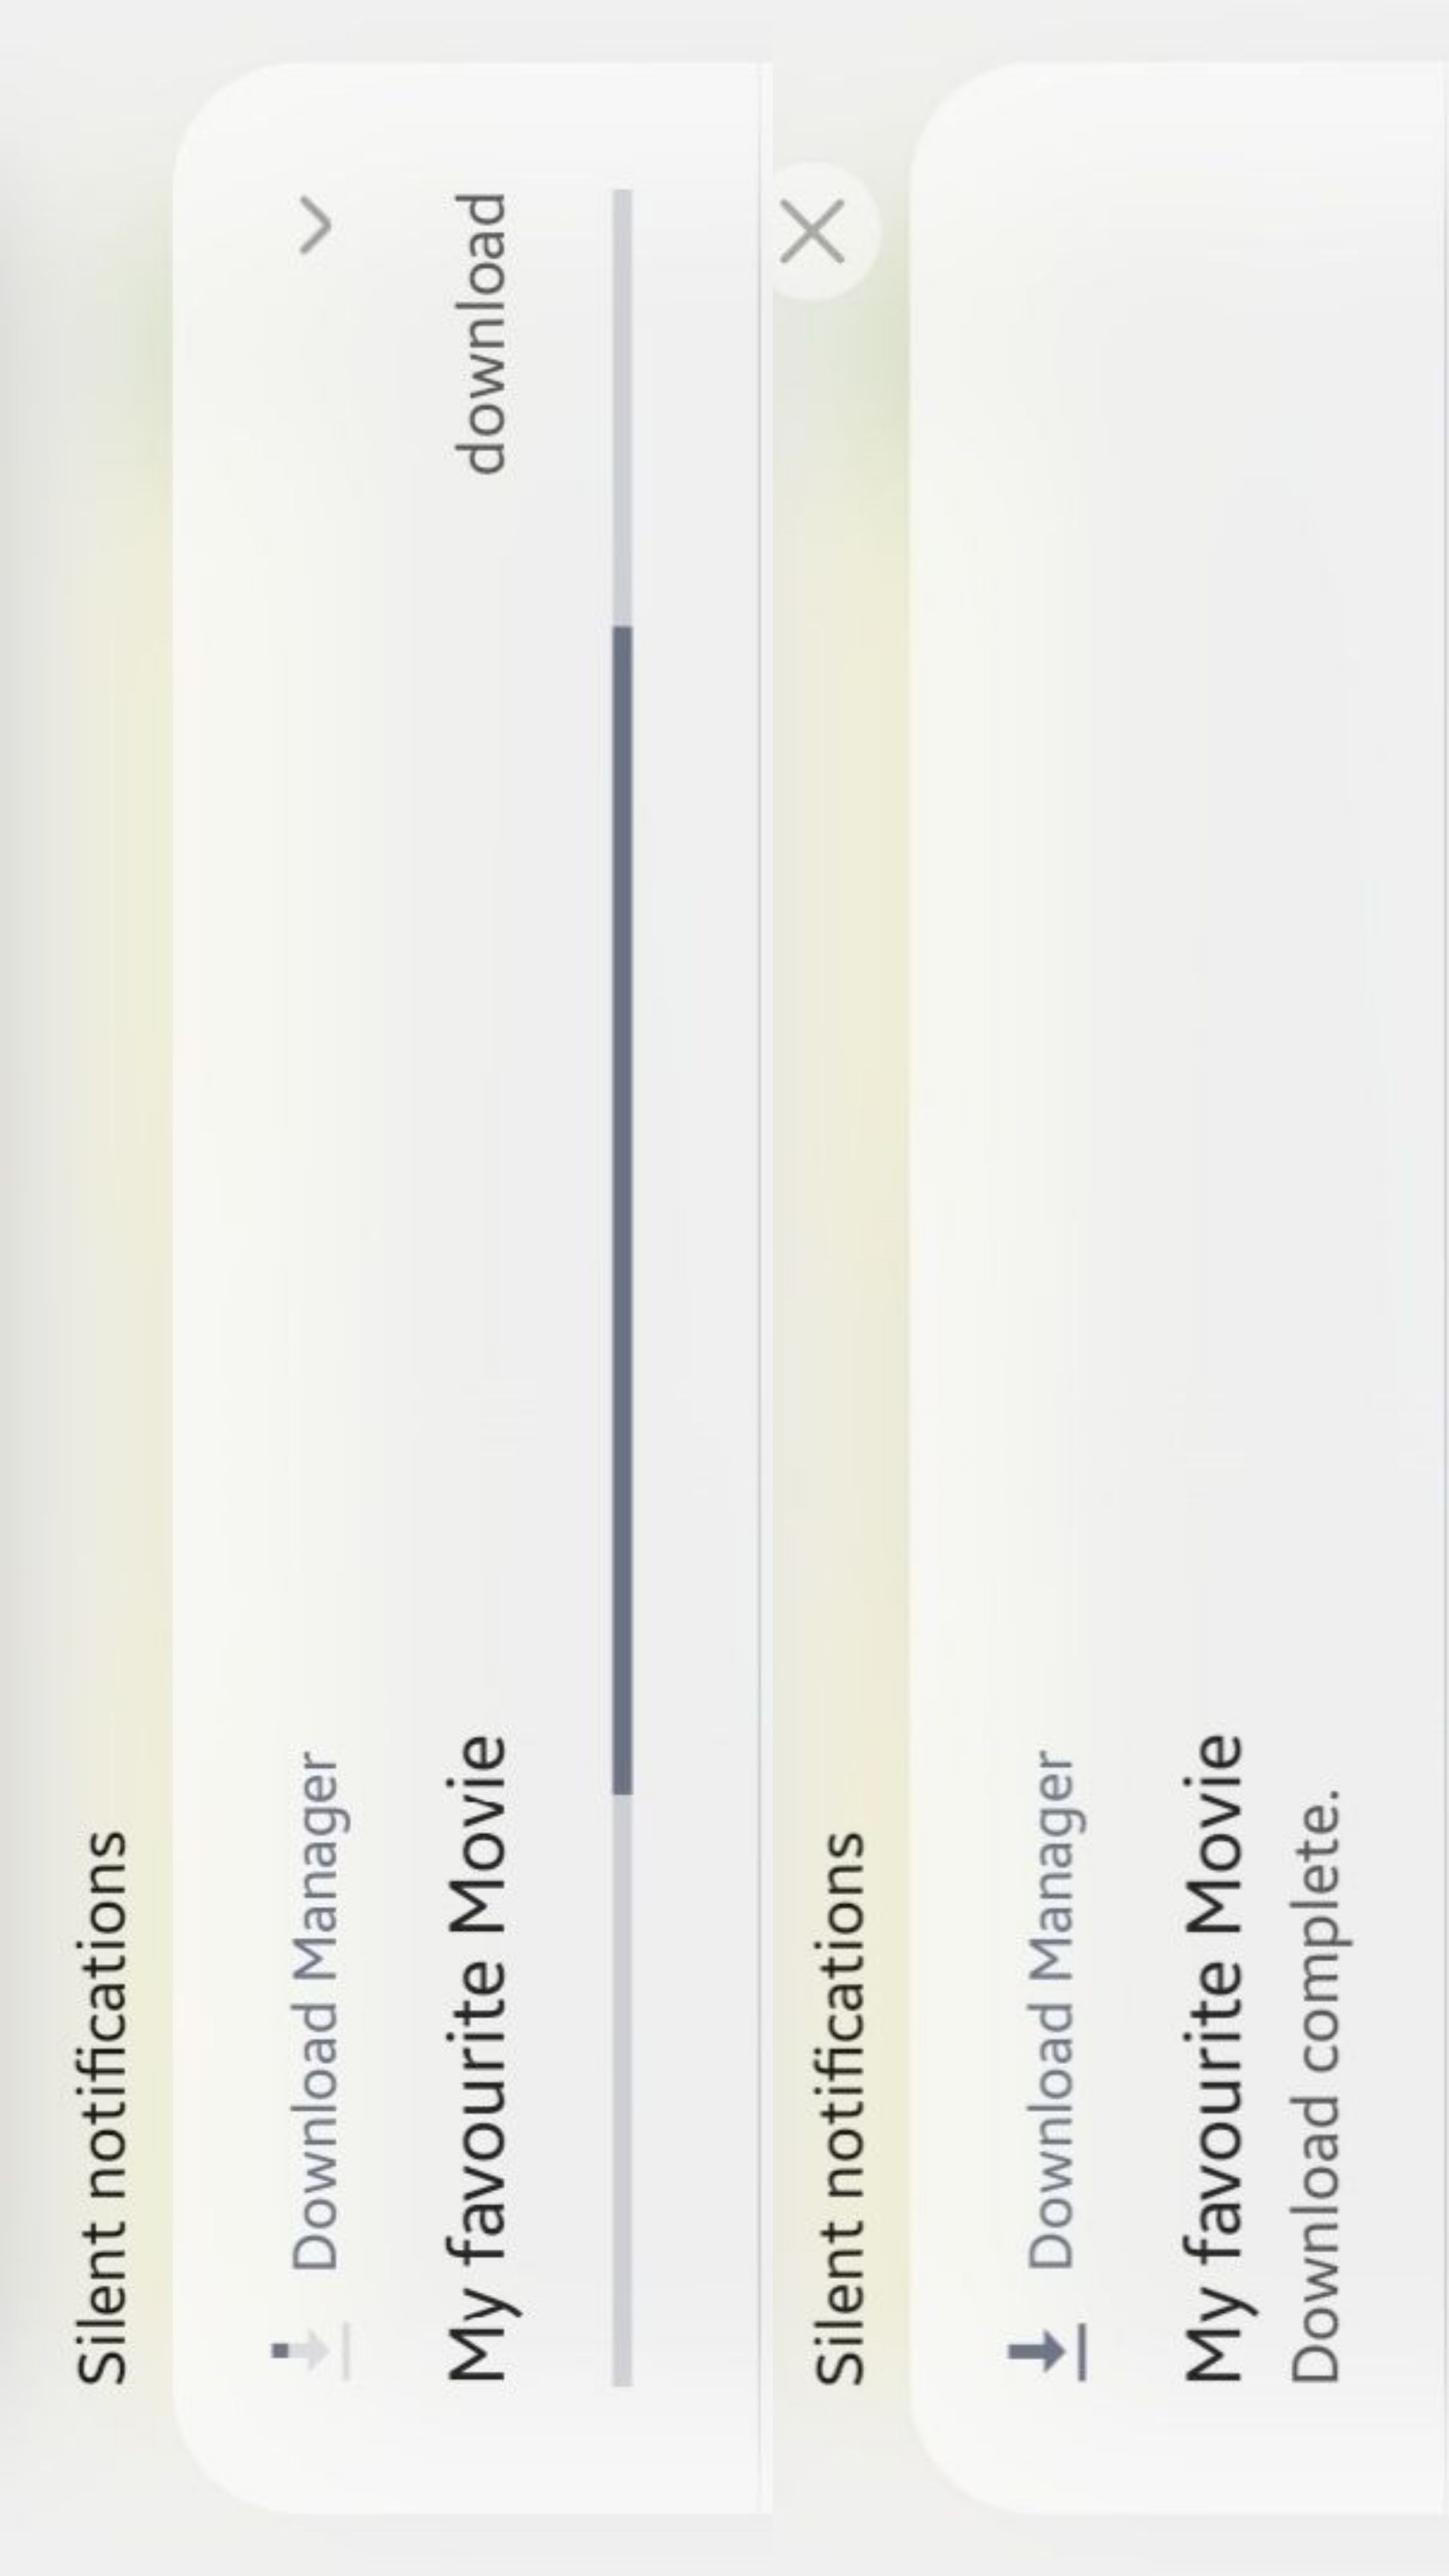 Silent notifications
Download Manager
My favourite Movie download
Silent notifications
Download Manager
My favourite Movie
Download complete.